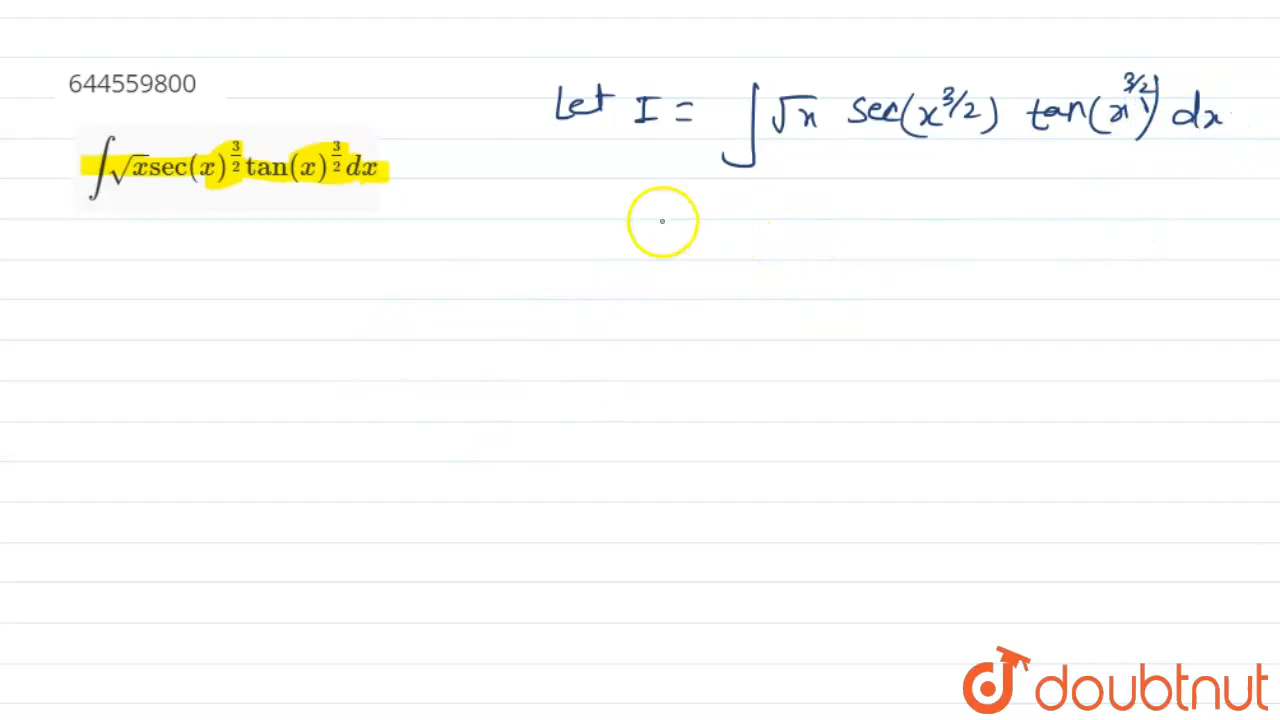 644559800
∫√x sec(x)^{3/2} tan(x)^{3/2} dx
Let I = ∫ √x sec(x^{3/2}) tan(x^{3/2}) dx
doubtnut